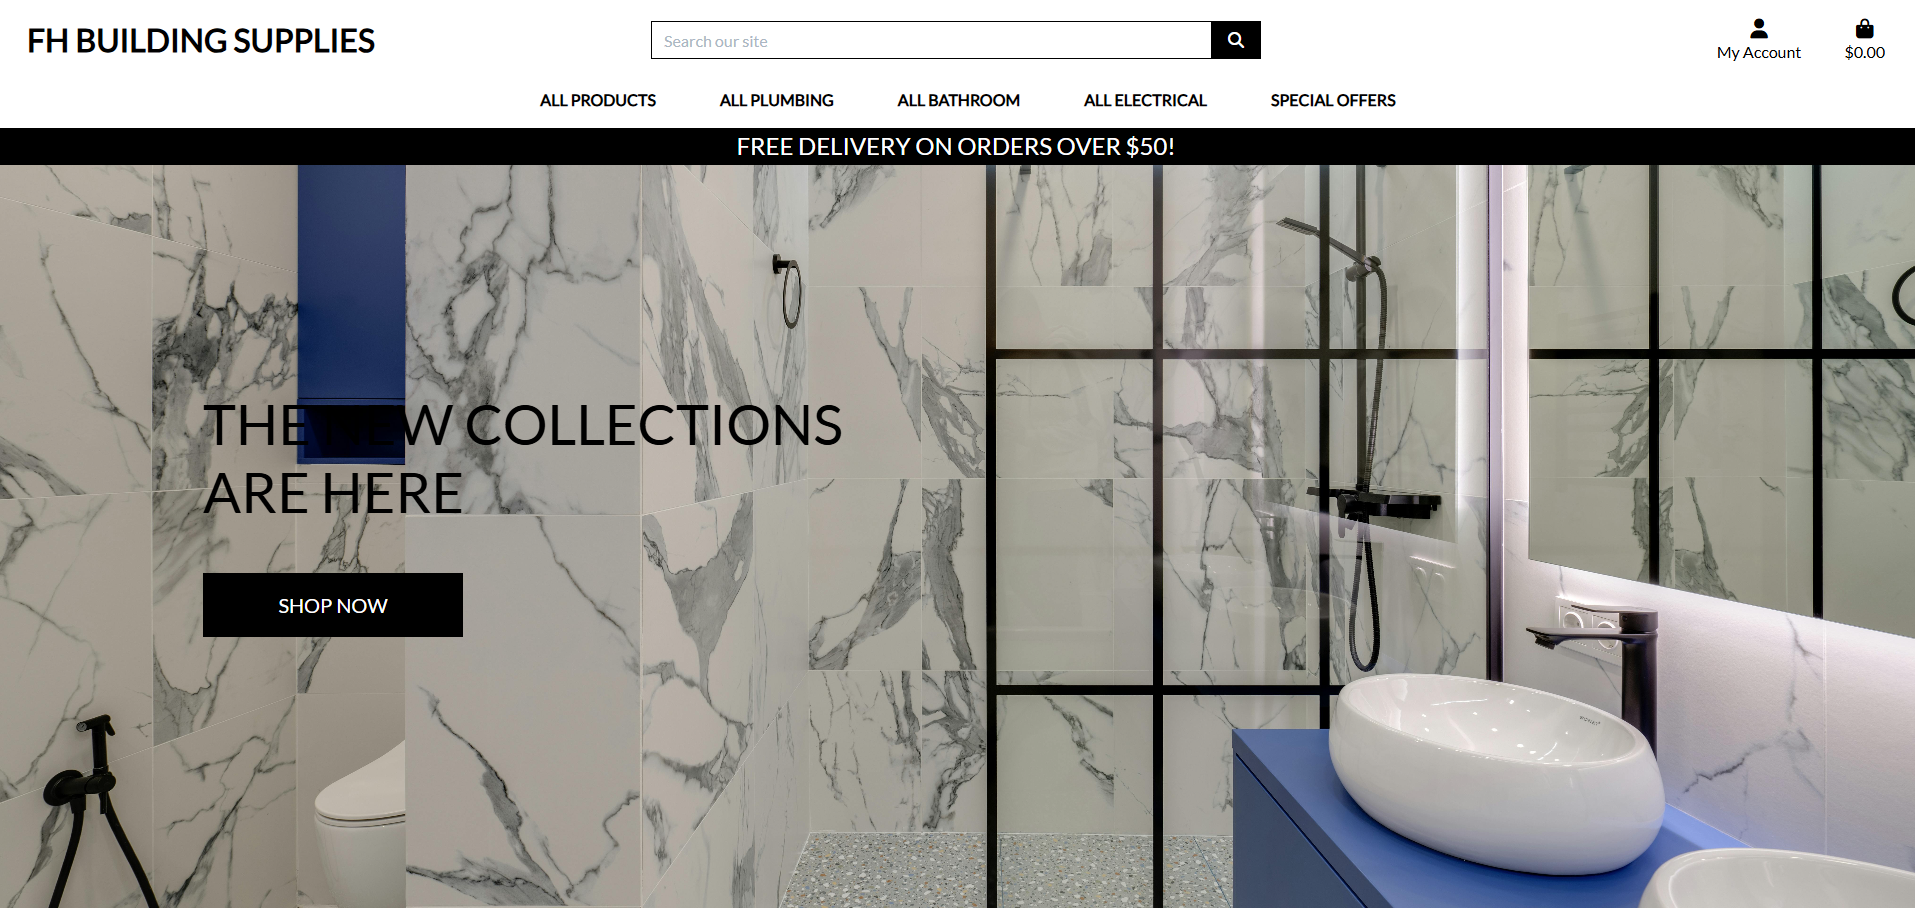 FH BUILDING SUPPLIES
Search our site
My Account
$0.00
ALL PRODUCTS
ALL PLUMBING
ALL BATHROOM
ALL ELECTRICAL
SPECIAL OFFERS
FREE DELIVERY ON ORDERS OVER $50!
THE NEW COLLECTIONS
ARE HERE
SHOP NOW